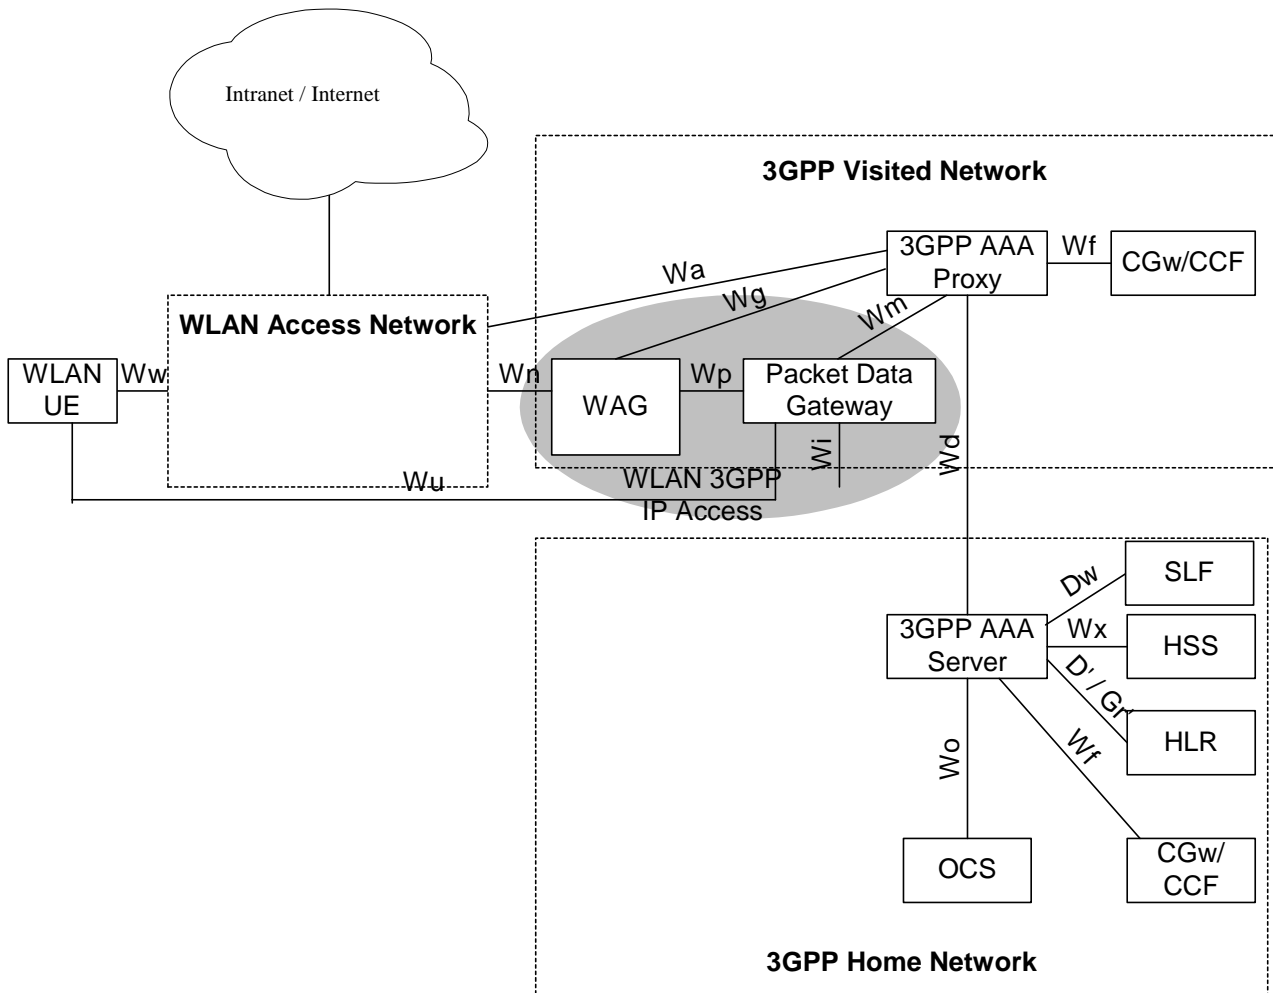 Intranet / Internet
3GPP Visited Network
3GPP AAA
Proxy
Wf
CGw/CCF
Wa
Wg
Wm
WLAN Access Network
WLAN
UE
Ww
Wn
WAG
Wp
Packet Data
Gateway
Wi
Wd
Wu
WLAN 3GPP
IP Access
SLF
Dw
3GPP AAA
Server
Wx
HSS
D' / Gr'
HLR
Wf
Wo
OCS
CGw/
CCF
3GPP Home Network